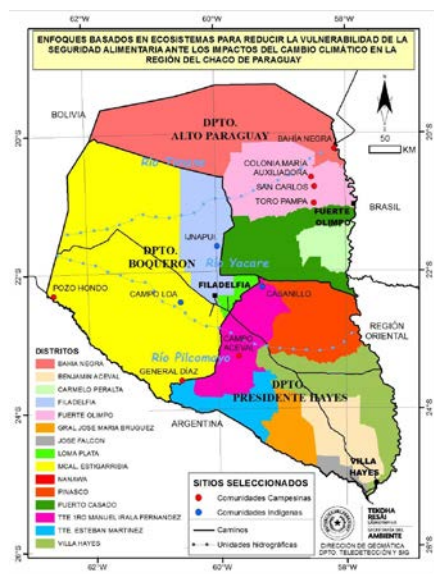 ENFOQUES BASADOS EN ECOSISTEMAS PARA REDUCIR LA VULNERABILIDAD DE LA
SEGURIDAD ALIMENTARIA ANTE LOS IMPACTOS DEL CAMBIO CLIMÁTICO EN LA
REGIÓN DEL CHACO DE PARAGUAY
62°W
60°W
58°W
N
50
KM
BOLIVIA
DPTO.
ALTO PARAGUAY
BAHÍA NEGRA
20°S
20°S
COLONIA MARÍA
AUXILIADORA
SAN CARLOS
TORO PAMPA
FUERTE
OLIMPO
BRASIL
UNAPUI
DPTO.
BOQUERON
Río Yacare
22°S
22°S
FILADELFIA
CASANILLO
POZO HONDO
CAMPO LOA
REGIÓN
ORIENTAL
CAMPO
ACEVAL
Río Pilcomayo
GENERAL DÍAZ
DPTO.
PRESIDENTE HAYES
24°S
24°S
ARGENTINA
VILLA
HAYES
DISTRITOS
BAHIA NEGRA
BENJAMIN ACEVAL
CARMELO PERALTA
FILADELFIA
FUERTE OLIMPO
GRAL JOSE MARIA BRUGUEZ
JOSE FALCON
LOMA PLATA
MCAL. ESTIGARRIBIA
NANAWA
PINASCO
PUERTO CASADO
TTE 1RO MANUEL IRALA FERNANDEZ
TTE. ESTEBAN MARTINEZ
VILLA HAYES
SITIOS SELECCIONADOS
Comunidades Campesinas
Comunidades Indígenas
Caminos
Unidades hidrográficas
TEKOHA
RESÃI
SECRETARÍA DEL
AMBIENTE
DIRECCIÓN DE GEOMÁTICA
DPTO. TELEDETECCIÓN Y SIG
26°S
26°S
62°W
60°W
58°W